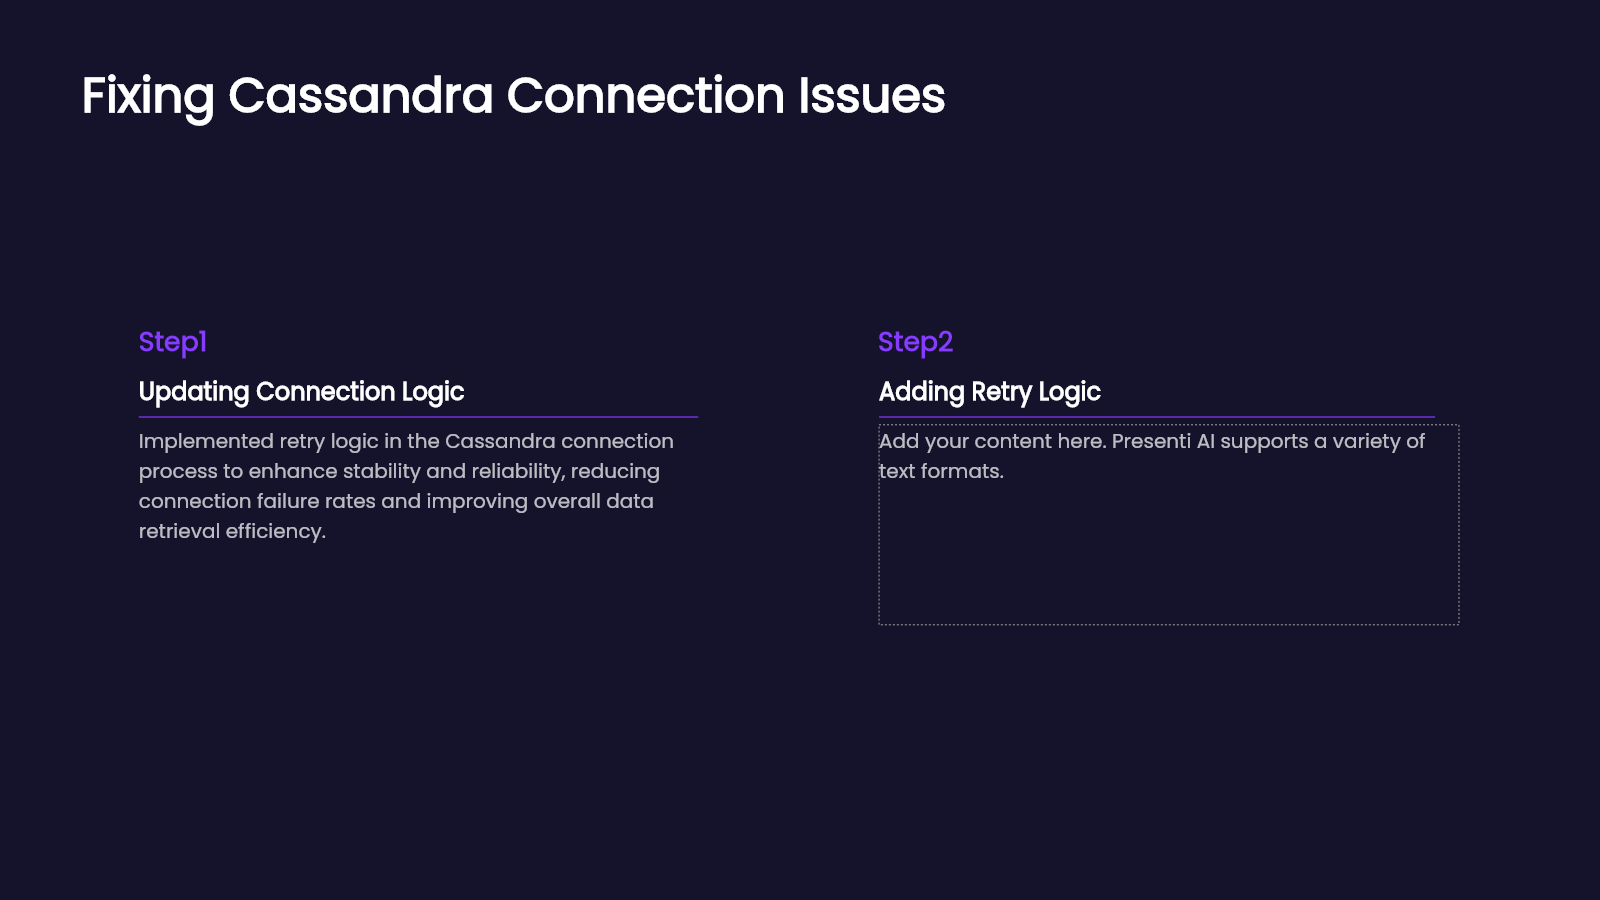 Fixing Cassandra Connection Issues
Step1
Updating Connection Logic
Implemented retry logic in the Cassandra connection
process to enhance stability and reliability, reducing
connection failure rates and improving overall data
retrieval efficiency.
Step2
Adding Retry Logic
Add your content here. Presenti AI supports a variety of
text formats.